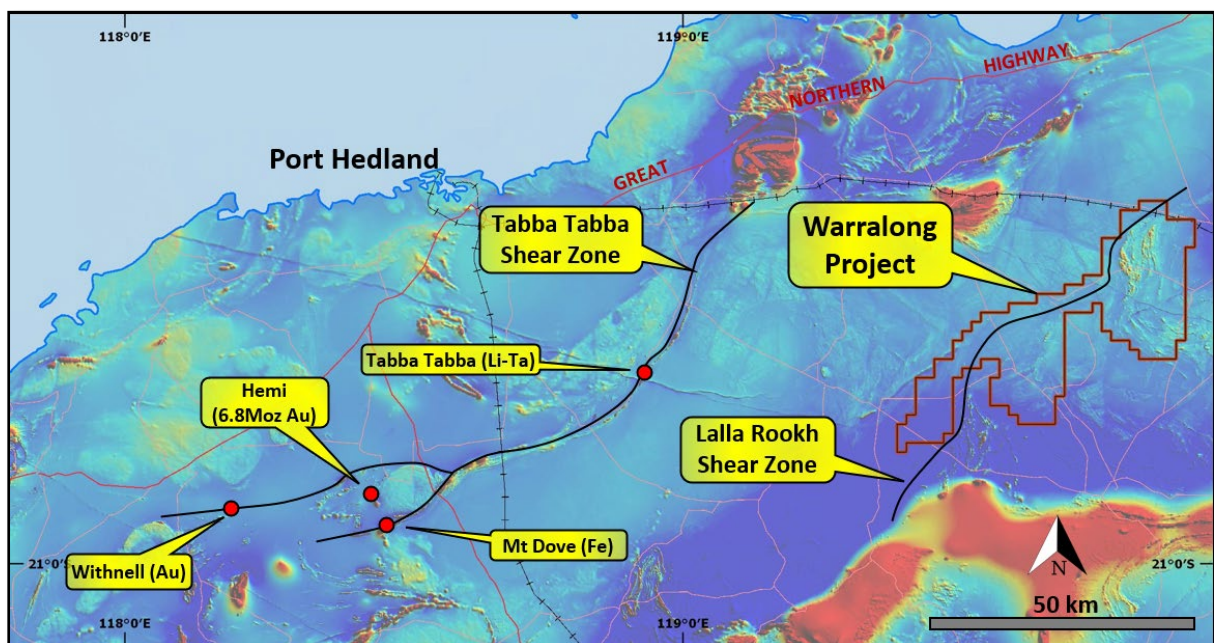 118°0'E
119°0'E
GREAT NORTHERN HIGHWAY
Port Hedland
Tabba Tabba
Shear Zone
Warralong
Project
Tabba Tabba (Li-Ta)
Hemi
(6.8Moz Au)
Lalla Rookh
Shear Zone
Withnell (Au)
Mt Dove (Fe)
21°0'S
21°0'S
N
50 km
118°0'E
119°0'E